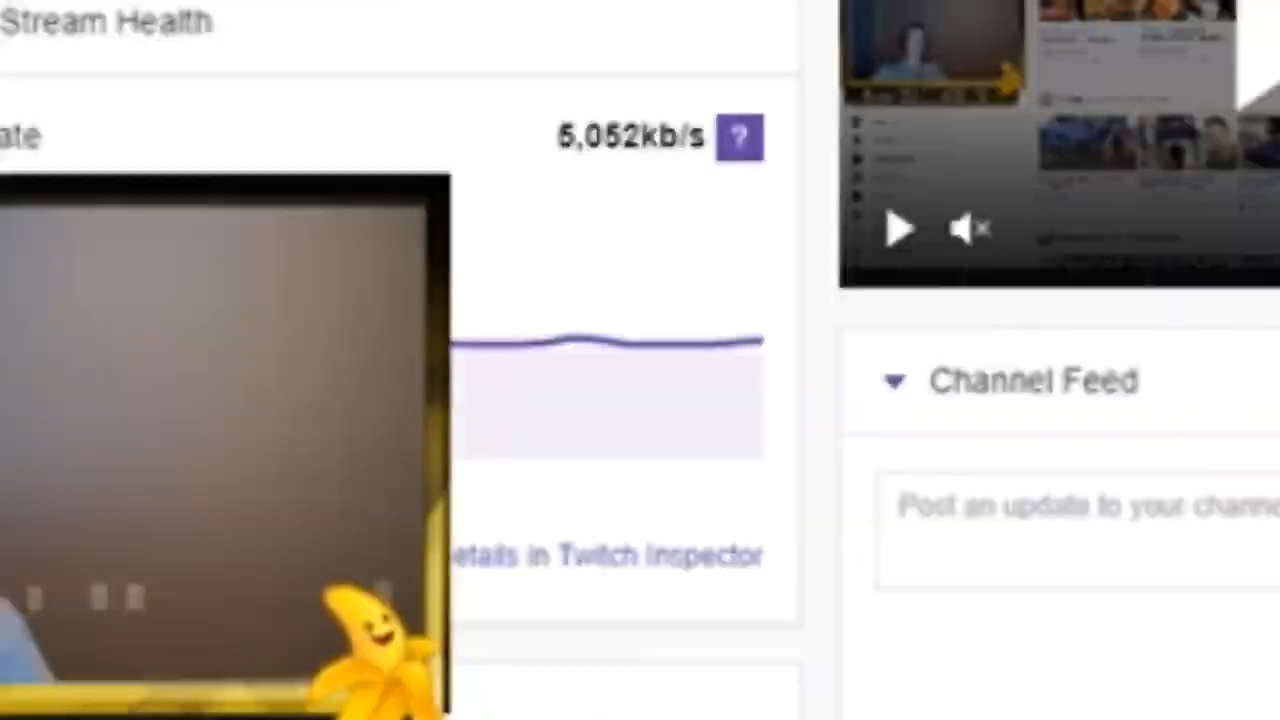 Stream Health
ate
5,052kb/s ?
Channel Feed
Post an update to your channe
etails in Twitch Inspector